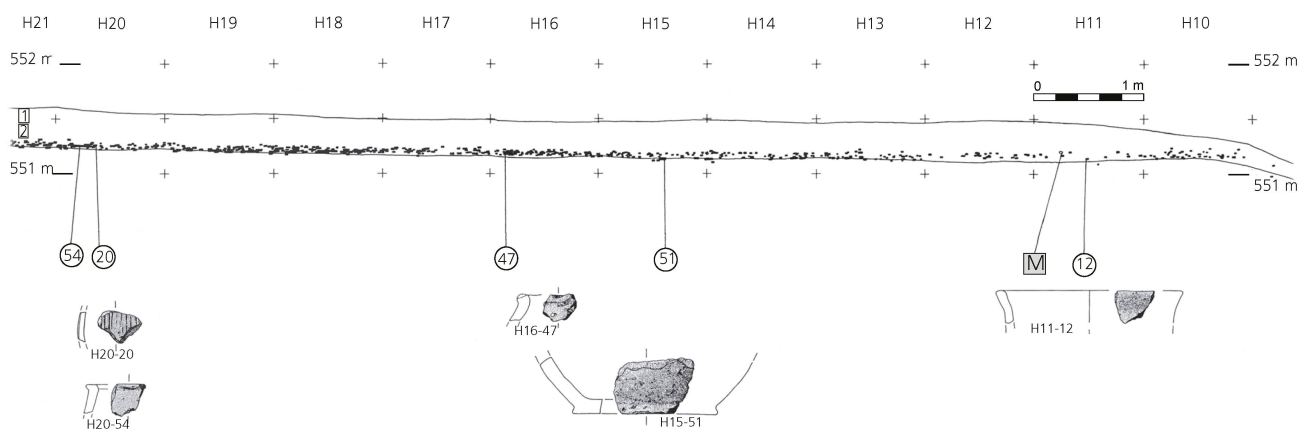 H21 H20 H19 H18 H17 H16 H15 H14 H13 H12 H11 H10
552 m 552 m
0 1 m
1
2
551 m 551 m
54 20 47 51 M 12
H16-47 H11-12
H20-20
H20-54 H15-51